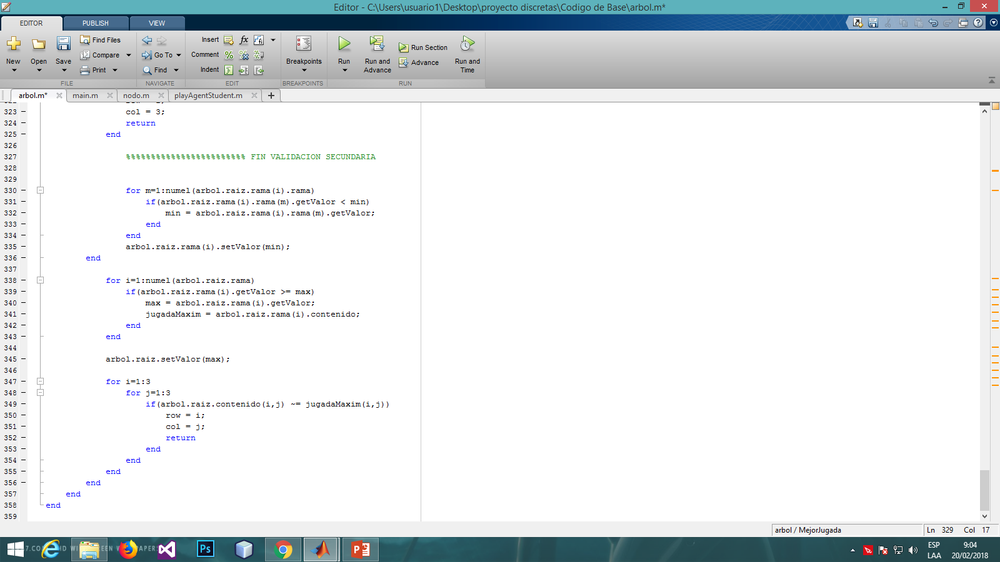 Editor - C:\Users\usuario1\Desktop\proyecto discretas\Codigo de Base\arbol.m*
EDITOR PUBLISH VIEW
New Open Save Find Files Compare Print
Go To Find
Insert Comment Indent
Breakpoints
Run Run and Advance Run Section Advance Run and Time
FILE NAVIGATE EDIT BREAKPOINTS RUN
arbol.m* main.m nodo.m playAgentStudent.m
323 col = 3;
324 return
325 end
326
327 %%%%%%%%%%%%%%%%%%%%%%%% FIN VALIDACION SECUNDARIA
328
329
330 for m=1:numel(arbol.raiz.rama(i).rama)
331 if(arbol.raiz.rama(i).rama(m).getValor < min)
332 min = arbol.raiz.rama(i).rama(m).getValor;
333 end
334 end
335 arbol.raiz.rama(i).setValor(min);
336 end
337
338 for i=1:numel(arbol.raiz.rama)
339 if(arbol.raiz.rama(i).getValor >= max)
340 max = arbol.raiz.rama(i).getValor;
341 jugadaMaxim = arbol.raiz.rama(i).contenido;
342 end
343 end
344
345 arbol.raiz.setValor(max);
346
347 for i=1:3
348 for j=1:3
349 if(arbol.raiz.contenido(i,j) ~= jugadaMaxim(i,j))
350 row = i;
351 col = j;
352 return
353 end
354 end
355 end
356 end
357 end
358 end
359
arbol / MejorJugada Ln 329 Col 17
ESP 9:04
LAA 20/02/2018